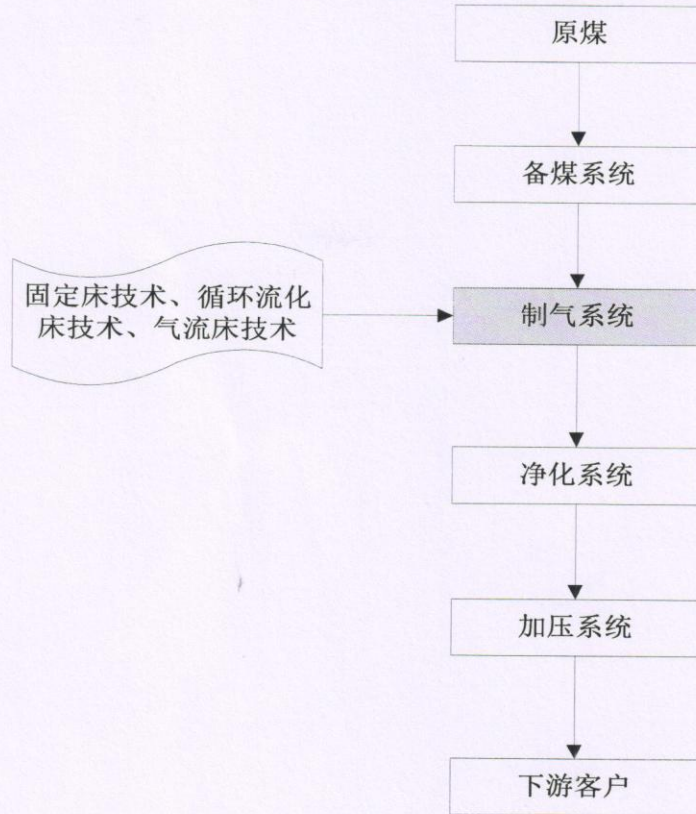 原煤
备煤系统
固定床技术、循环流化
床技术、气流床技术
制气系统
净化系统
加压系统
下游客户